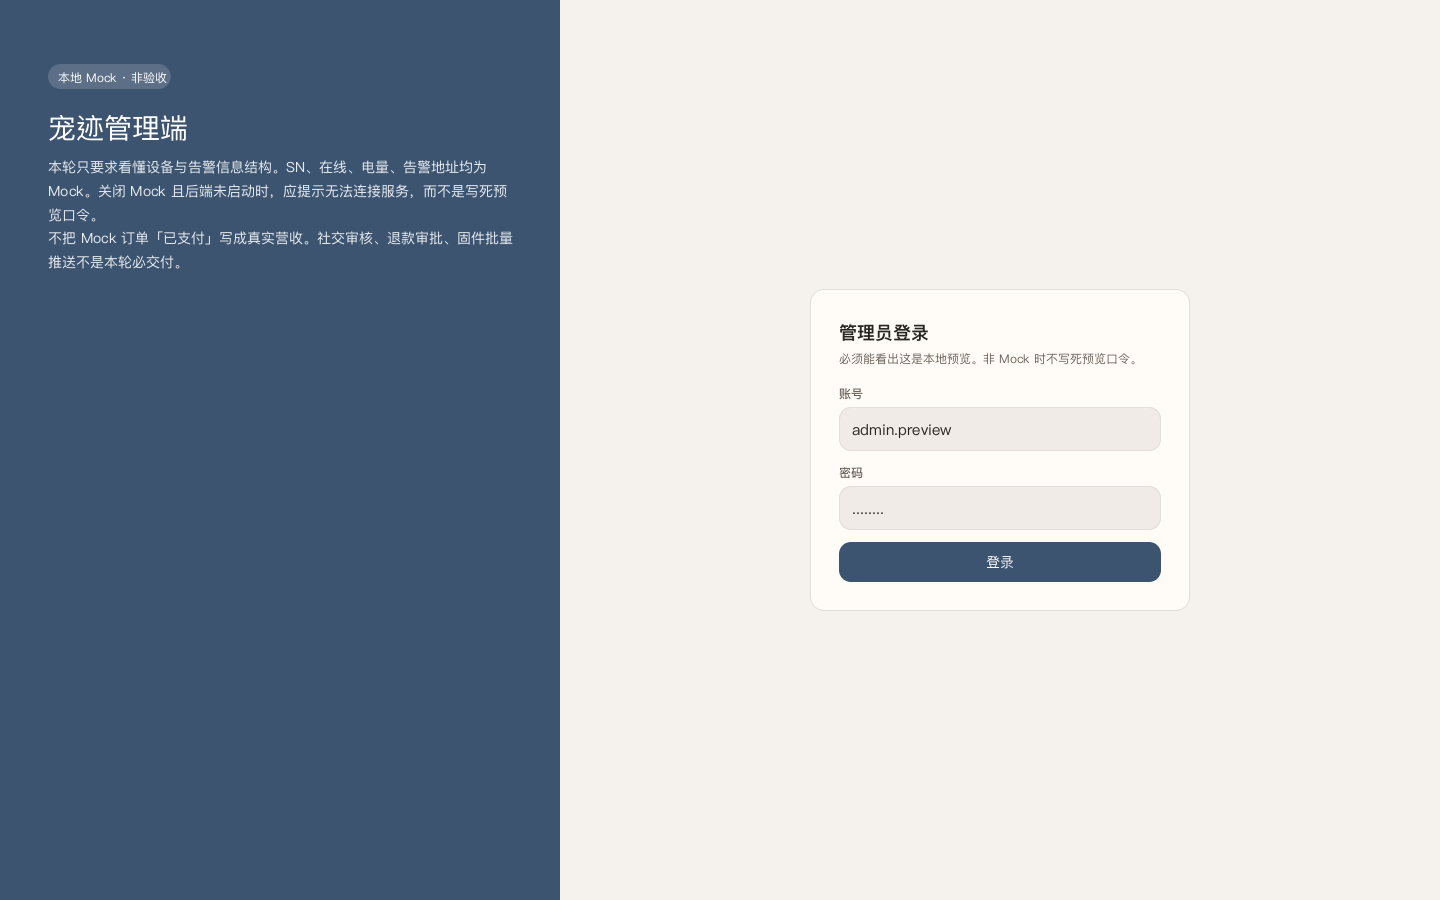 本地 Mock · 非验收
宠迹管理端
本轮只要求看懂设备与告警信息结构。SN、在线、电量、告警地址均为
Mock。关闭 Mock 且后端未启动时，应提示无法连接服务，而不是写死预
览口令。
不把 Mock 订单「已支付」写成真实营收。社交审核、退款审批、固件批量
推送不是本轮必交付。
管理员登录
必须能看出这是本地预览。非 Mock 时不写死预览口令。
账号
admin.preview
密码
........
登录